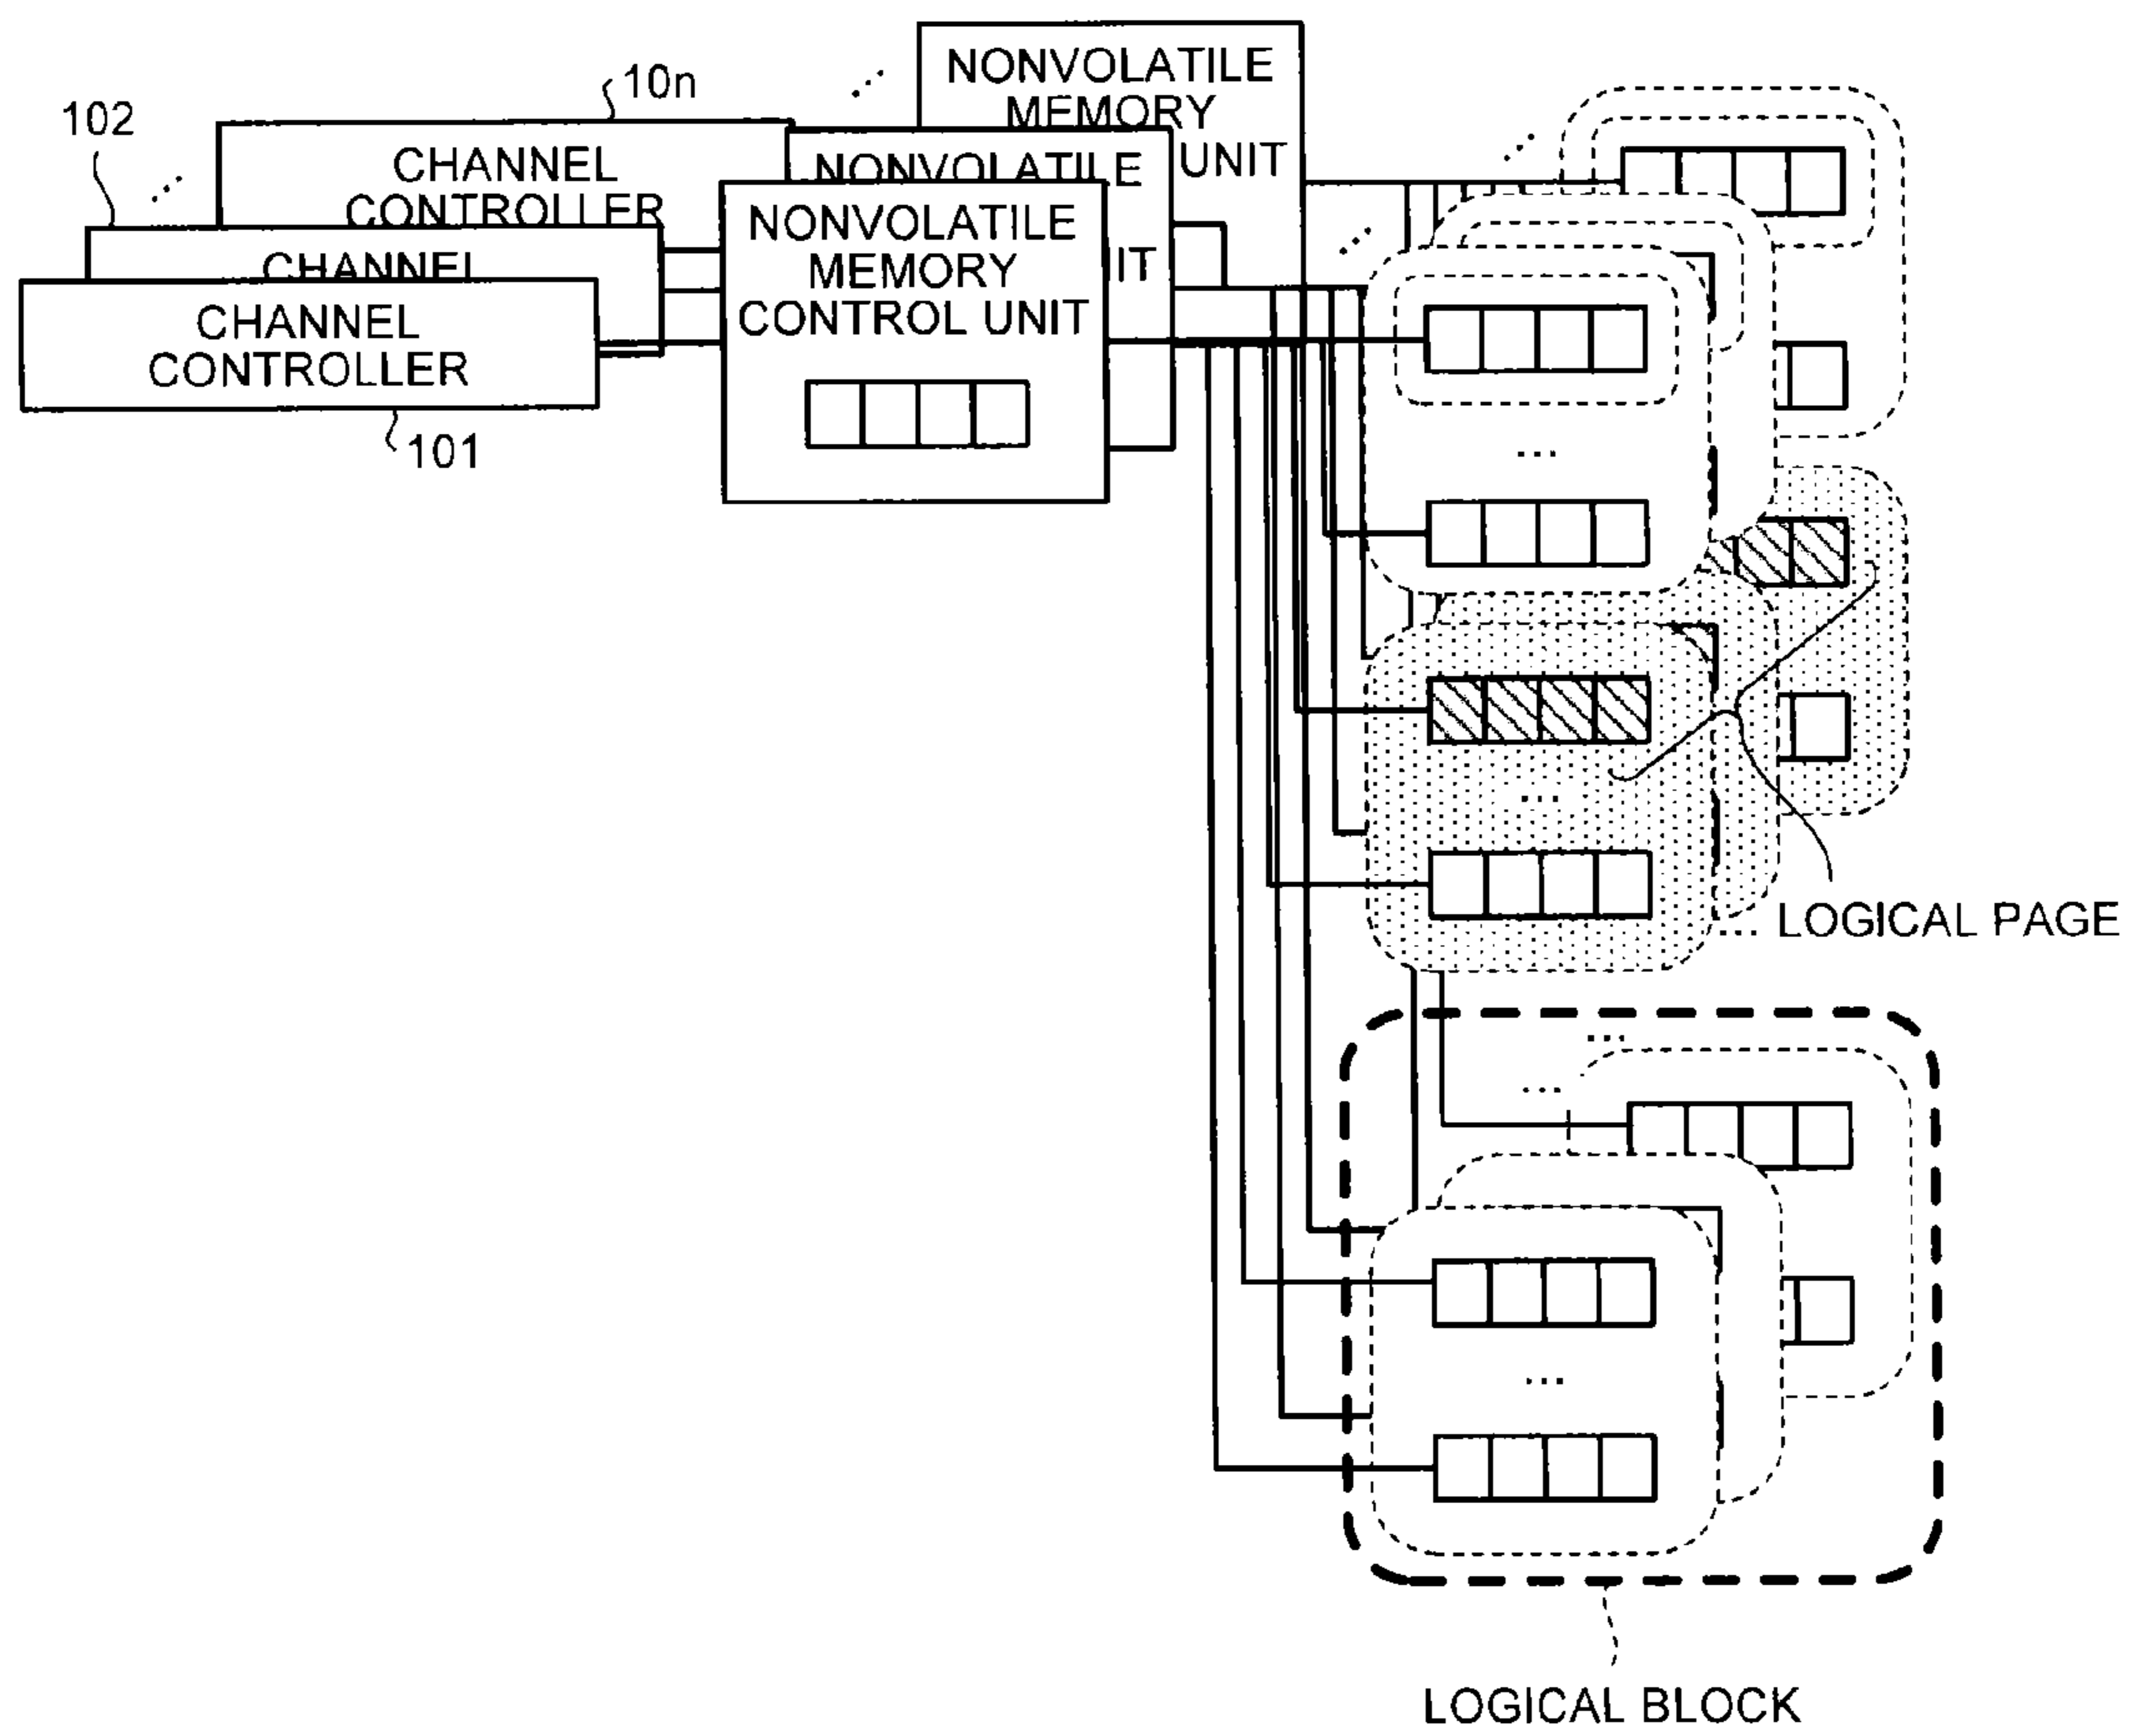 NONVOLATILE
MEMORY
UNIT
10n
102
CHANNEL
CONTROLLER
NONVOLATILE
IT
CHANNEL
NONVOLATILE
MEMORY
CONTROL UNIT
CHANNEL
CONTROLLER
101
... LOGICAL PAGE
LOGICAL BLOCK